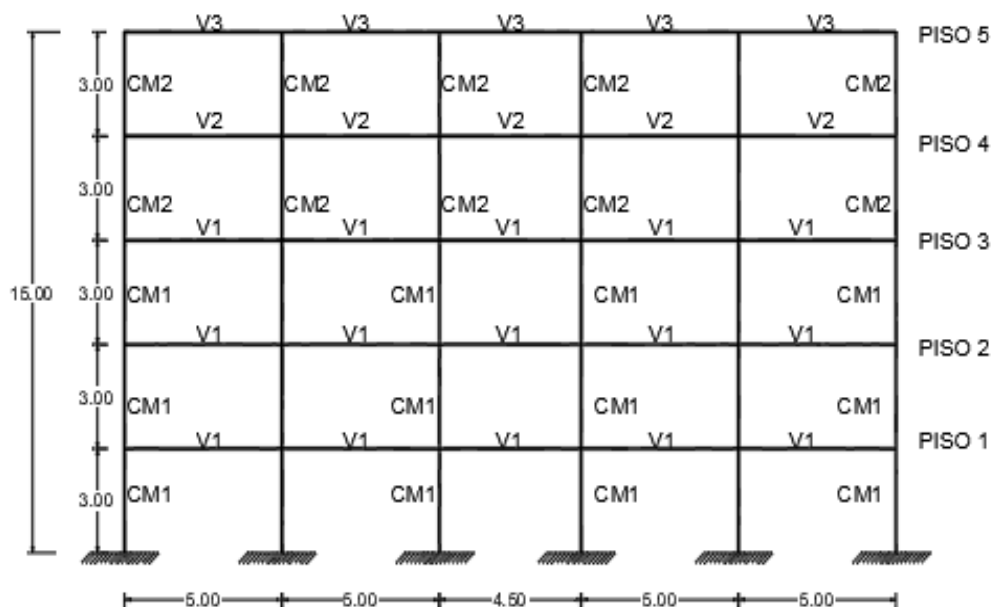 V3 V3 V3 V3 V3 PISO 5
3.00 CM2 CM2 CM2 CM2 CM2
V2 V2 V2 V2 V2 PISO 4
3.00 CM2 CM2 CM2 CM2 CM2
V1 V1 V1 V1 V1 PISO 3
15.00 3.00 CM1 CM1 CM1 CM1
V1 V1 V1 V1 V1 PISO 2
3.00 CM1 CM1 CM1 CM1
V1 V1 V1 V1 V1 PISO 1
3.00 CM1 CM1 CM1 CM1
5.00 5.00 4.50 5.00 5.00